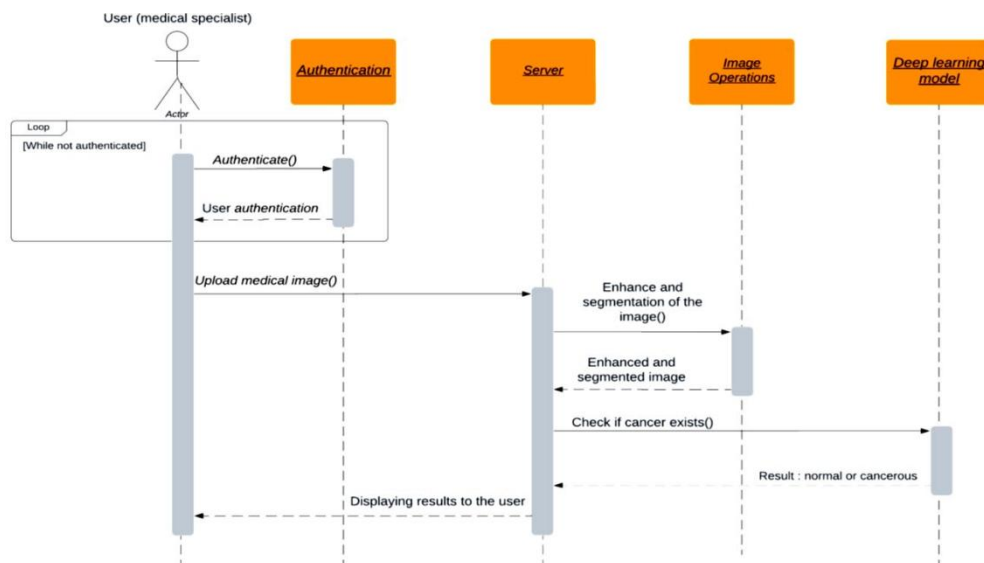 User (medical specialist)
Authentication
Server
Image
Operations
Deep learning
model
Actor
Loop
[While not authenticated]
Authenticate()
User authentication
Upload medical image()
Enhance and
segmentation of the
image()
Enhanced and
segmented image
Check if cancer exists()
Result : normal or cancerous
Displaying results to the user